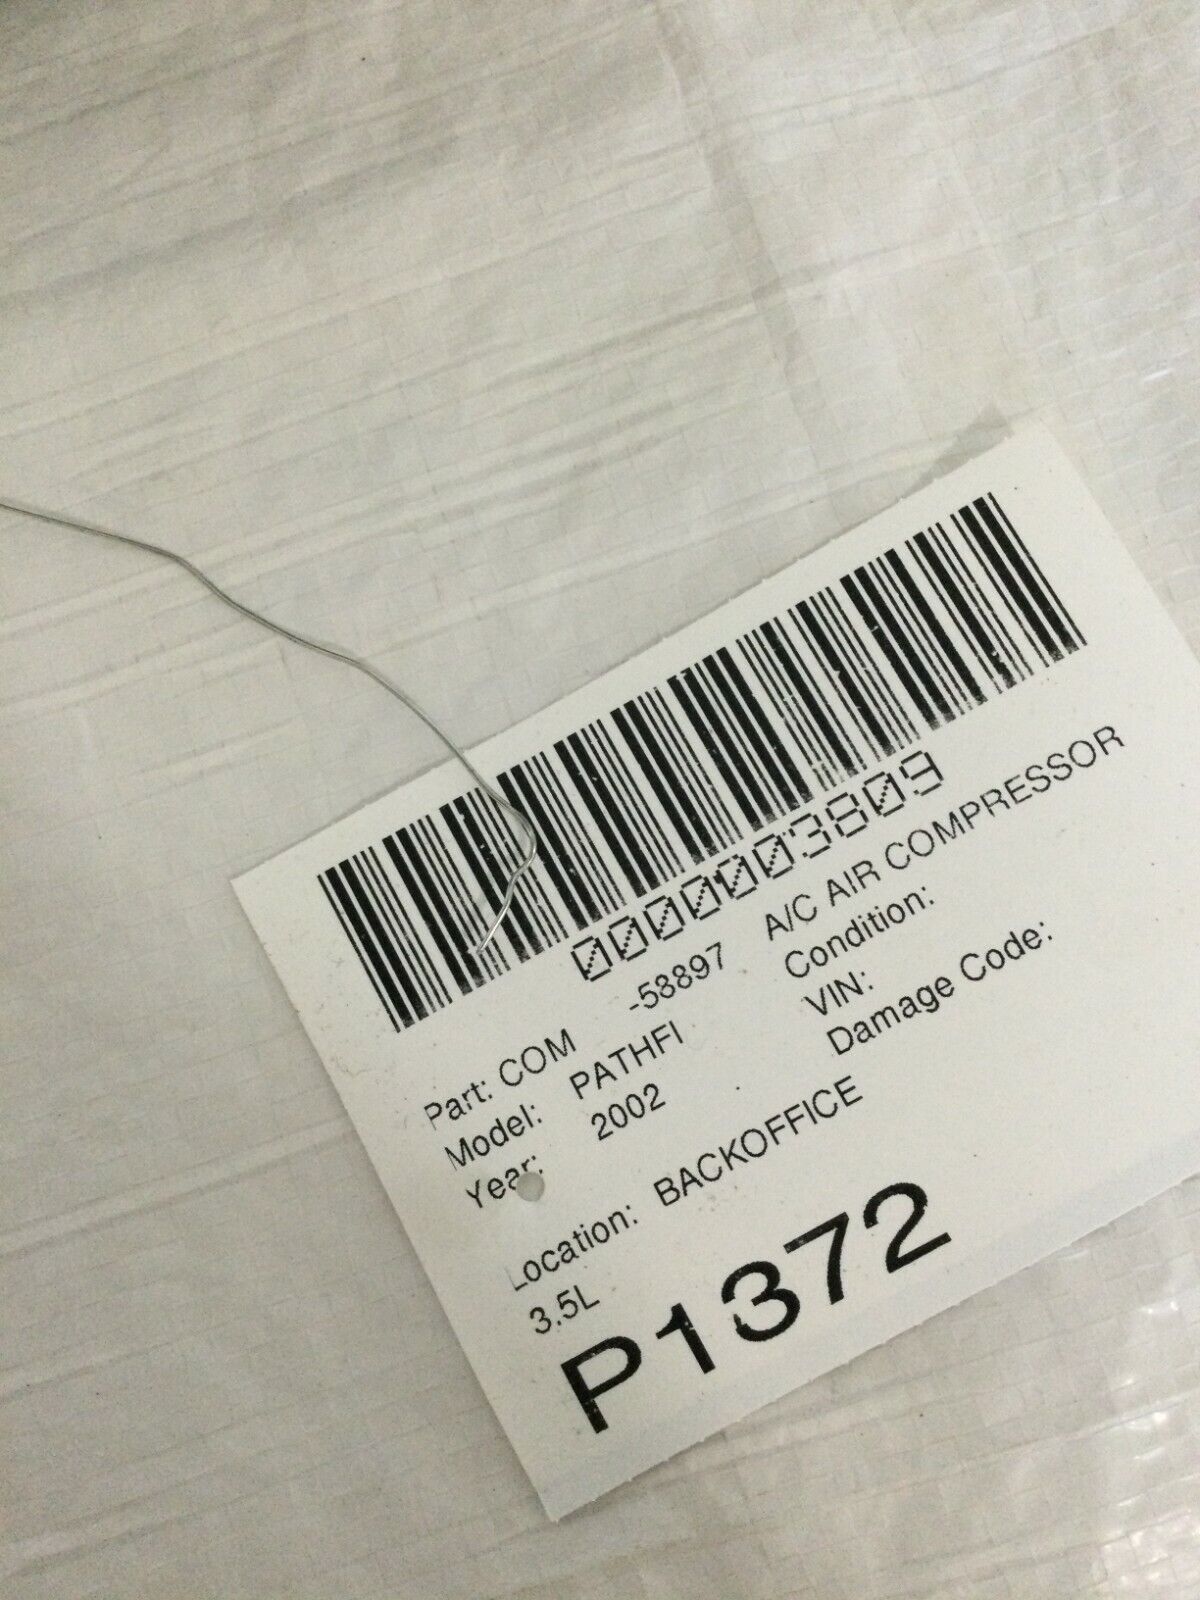 0000003809
Part: COM -58897 A/C AIR COMPRESSOR
Model: PATHFI Condition:
Year: 2002 VIN:
Damage Code:
Location: BACKOFFICE
3.5L
P1372